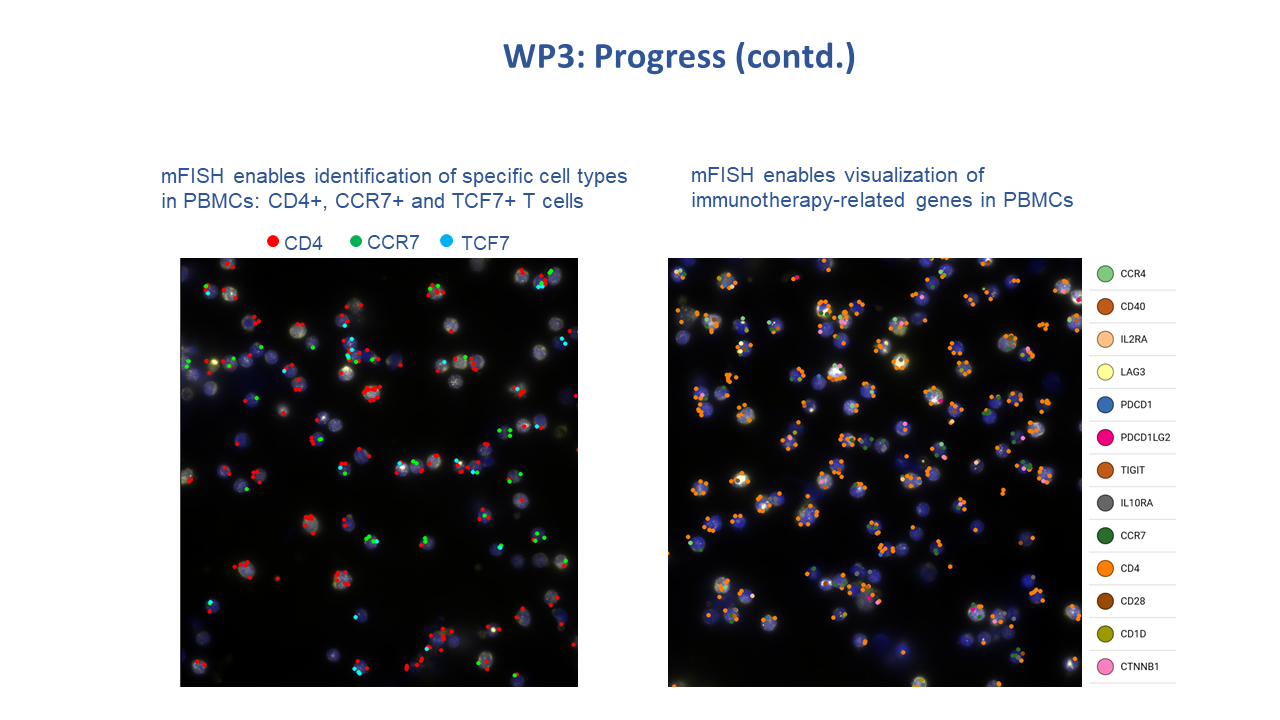 WP3: Progress (contd.)
mFISH enables identification of specific cell types
in PBMCs: CD4+, CCR7+ and TCF7+ T cells
CD4 CCR7 TCF7
mFISH enables visualization of
immunotherapy-related genes in PBMCs
CCR4
CD40
IL2RA
LAG3
PDCD1
PDCD1LG2
TIGIT
IL10RA
CCR7
CD4
CD28
CD1D
CTNNB1